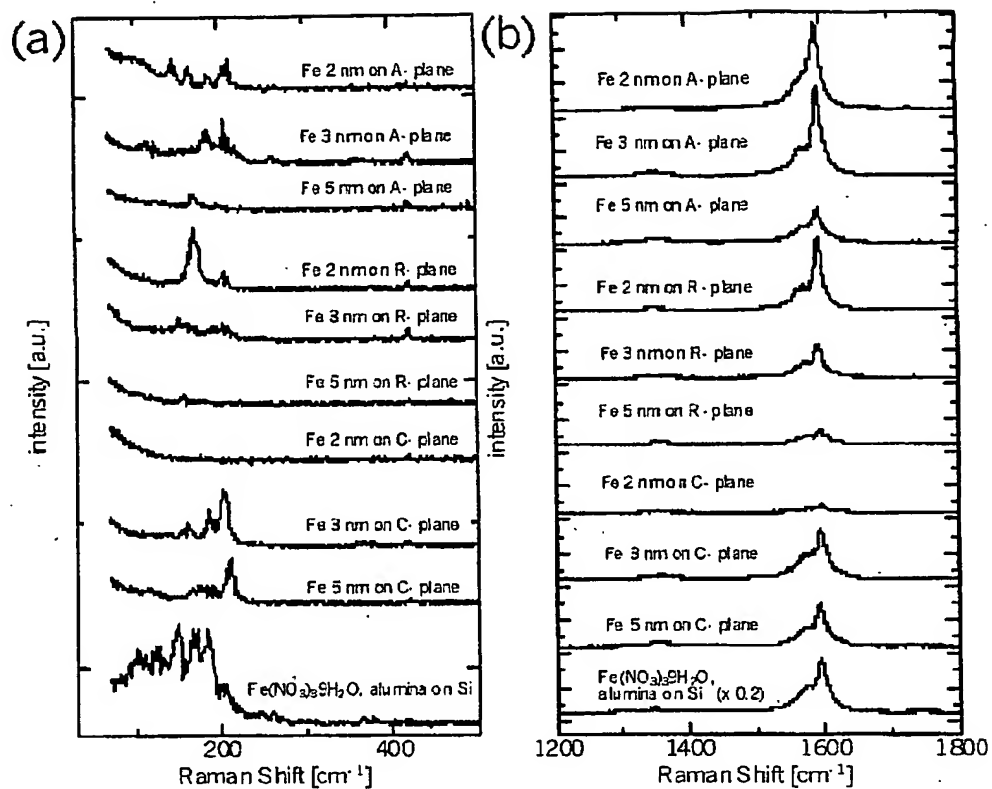 (a)
Fe 2 nm on A- plane
Fe 3 nm on A- plane
Fe 5 nm on A- plane
Fe 2 nm on R- plane
Fe 3 nm on R- plane
Fe 5 nm on R- plane
Fe 2 nm on C- plane
Fe 3 nm on C- plane
Fe 5 nm on C- plane
Fe(NO3)39H2O, alumina on Si
intensity [a.u.]
200
400
Raman Shift [cm-1]
(b)
Fe 2 nm on A- plane
Fe 3 nm on A- plane
Fe 5 nm on A- plane
Fe 2 nm on R- plane
Fe 3 nm on R- plane
Fe 5 nm on R- plane
Fe 2 nm on C- plane
Fe 3 nm on C- plane
Fe 5 nm on C- plane
Fe(NO3)39H2O,
alumina on Si (x 0.2)
intensity [a.u.]
1200
1400
1600
1800
Raman Shift [cm-1]